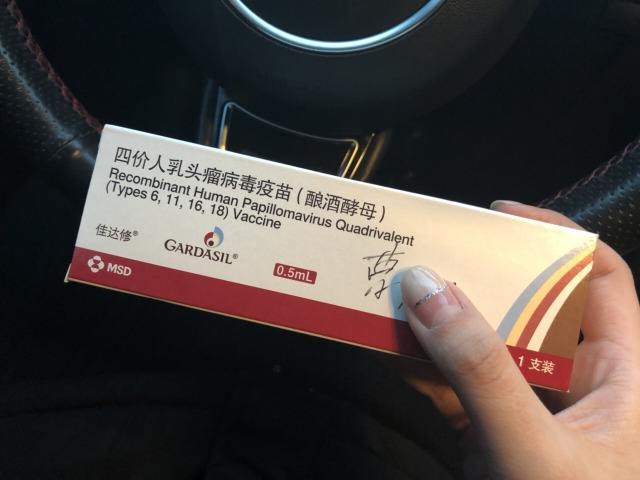 四价人乳头瘤病毒疫苗（酿酒酵母）
Recombinant Human Papillomavirus Quadrivalent
(Types 6, 11, 16, 18) Vaccine
佳达修®
GARDASIL®
0.5mL
MSD
1 支装